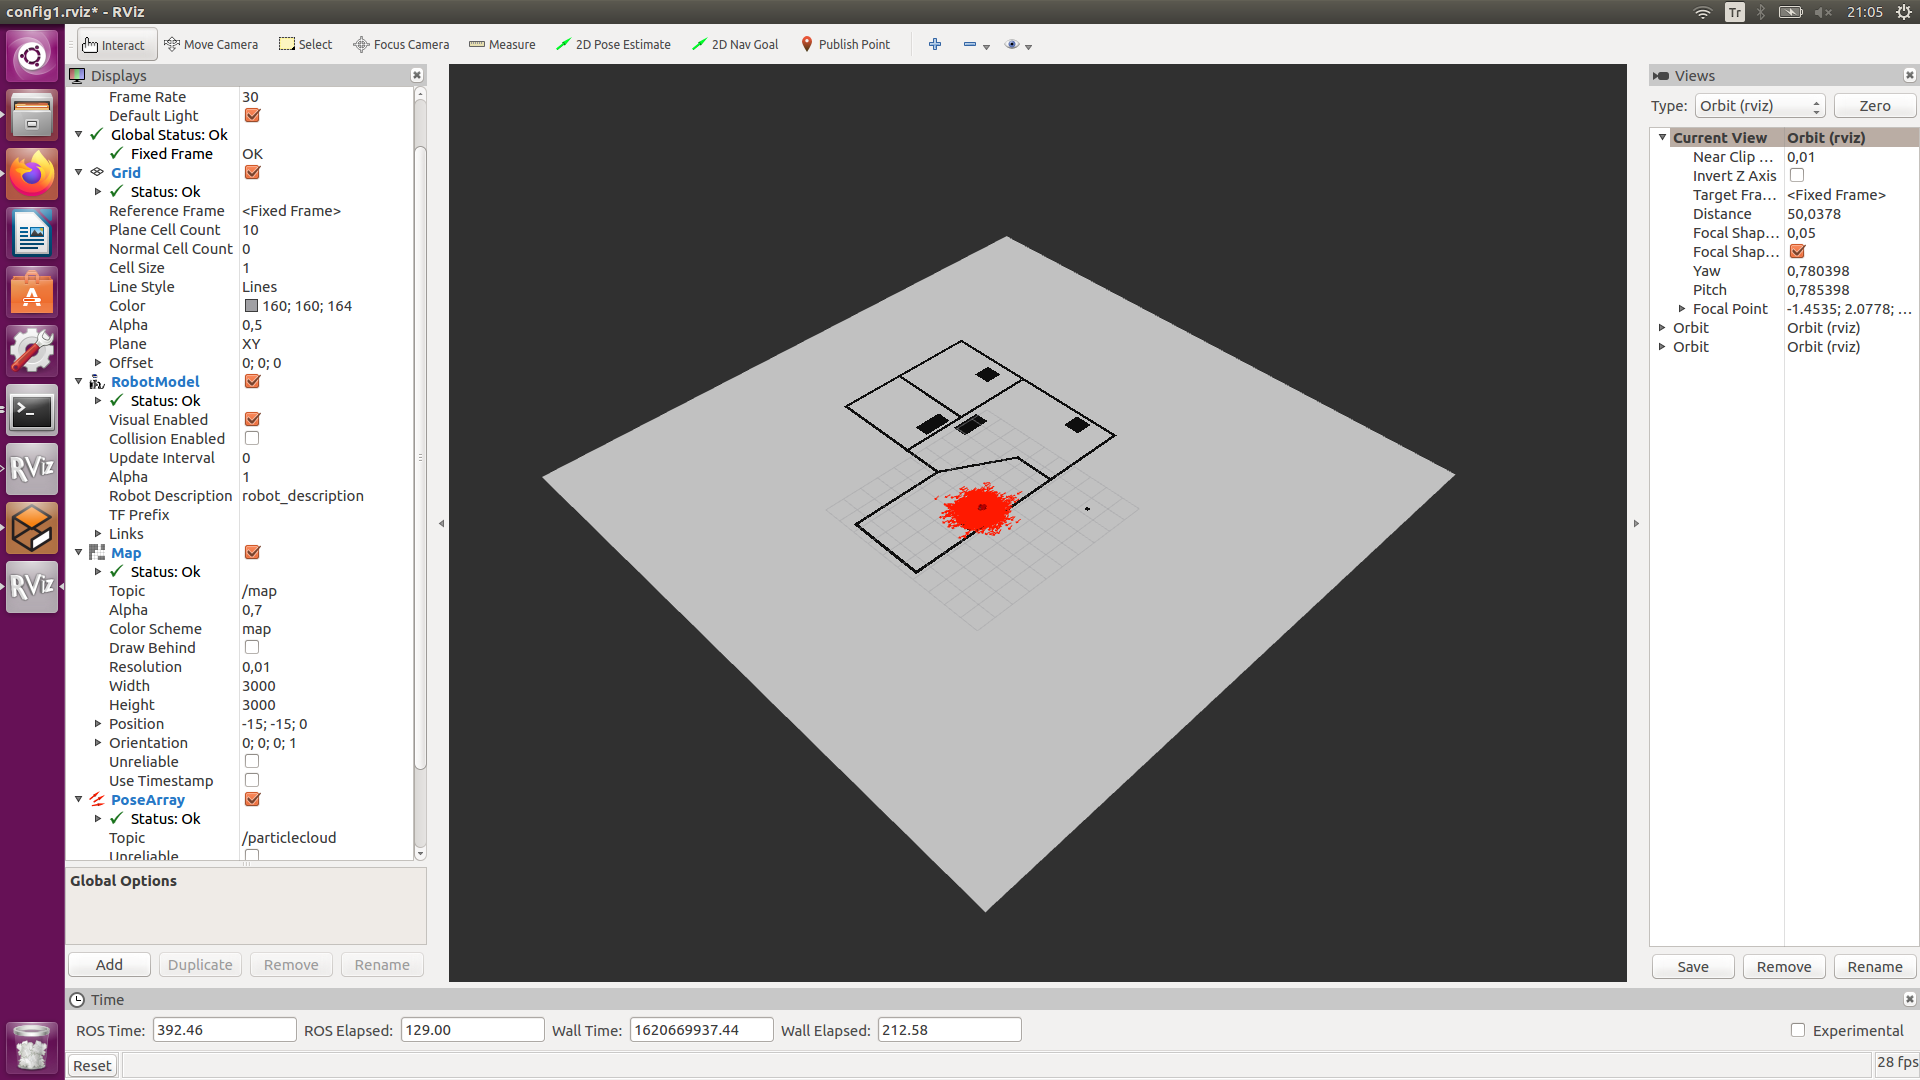 config1.rviz* - RViz
Tr
21:05
Interact
Move Camera
Select
Focus Camera
Measure
2D Pose Estimate
2D Nav Goal
Publish Point
Displays
Frame Rate 30
Default Light
Global Status: Ok
Fixed Frame OK
Grid
Status: Ok
Reference Frame <Fixed Frame>
Plane Cell Count 10
Normal Cell Count 0
Cell Size 1
Line Style Lines
Color 160; 160; 164
Alpha 0,5
Plane XY
Offset 0; 0; 0
RobotModel
Status: Ok
Visual Enabled
Collision Enabled
Update Interval 0
Alpha 1
Robot Description robot_description
TF Prefix
Links
Map
Status: Ok
Topic /map
Alpha 0,7
Color Scheme map
Draw Behind
Resolution 0,01
Width 3000
Height 3000
Position -15; -15; 0
Orientation 0; 0; 0; 1
Unreliable
Use Timestamp
PoseArray
Status: Ok
Topic /particlecloud
Unreliable
Global Options
Add
Duplicate
Remove
Rename
Views
Type: Orbit (rviz)
Zero
Current View Orbit (rviz)
Near Clip ... 0,01
Invert Z Axis
Target Fra... <Fixed Frame>
Distance 50,0378
Focal Shap... 0,05
Focal Shap...
Yaw 0,780398
Pitch 0,785398
Focal Point -1.4535; 2.0778; ...
Orbit Orbit (rviz)
Orbit Orbit (rviz)
Save
Remove
Rename
RViz
RViz
Time
ROS Time: 392.46
ROS Elapsed: 129.00
Wall Time: 1620669937.44
Wall Elapsed: 212.58
Experimental
Reset
28 fps